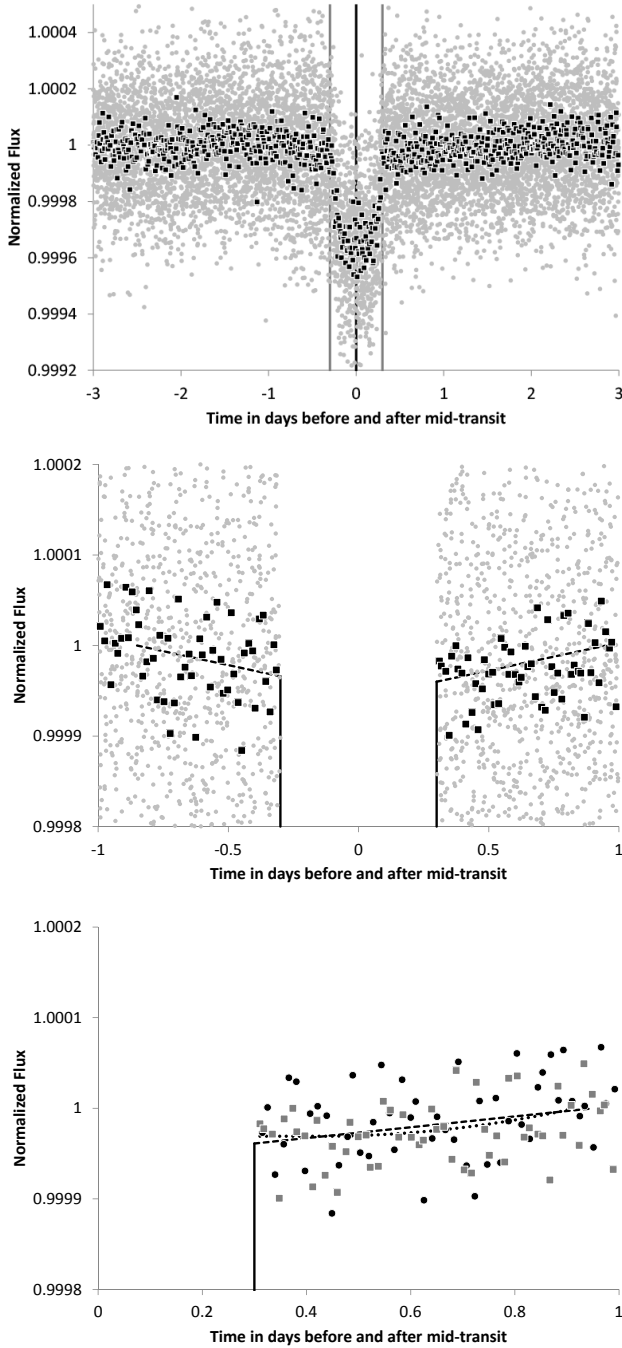 1.0004
1.0002
1
0.9998
0.9996
0.9994
0.9992
Normalized Flux
-3 -2 -1 0 1 2 3
Time in days before and after mid-transit
1.0002
1.0001
1
0.9999
0.9998
Normalized Flux
-1 -0.5 0 0.5 1
Time in days before and after mid-transit
1.0002
1.0001
1
0.9999
0.9998
Normalized Flux
0 0.2 0.4 0.6 0.8 1
Time in days before and after mid-transit